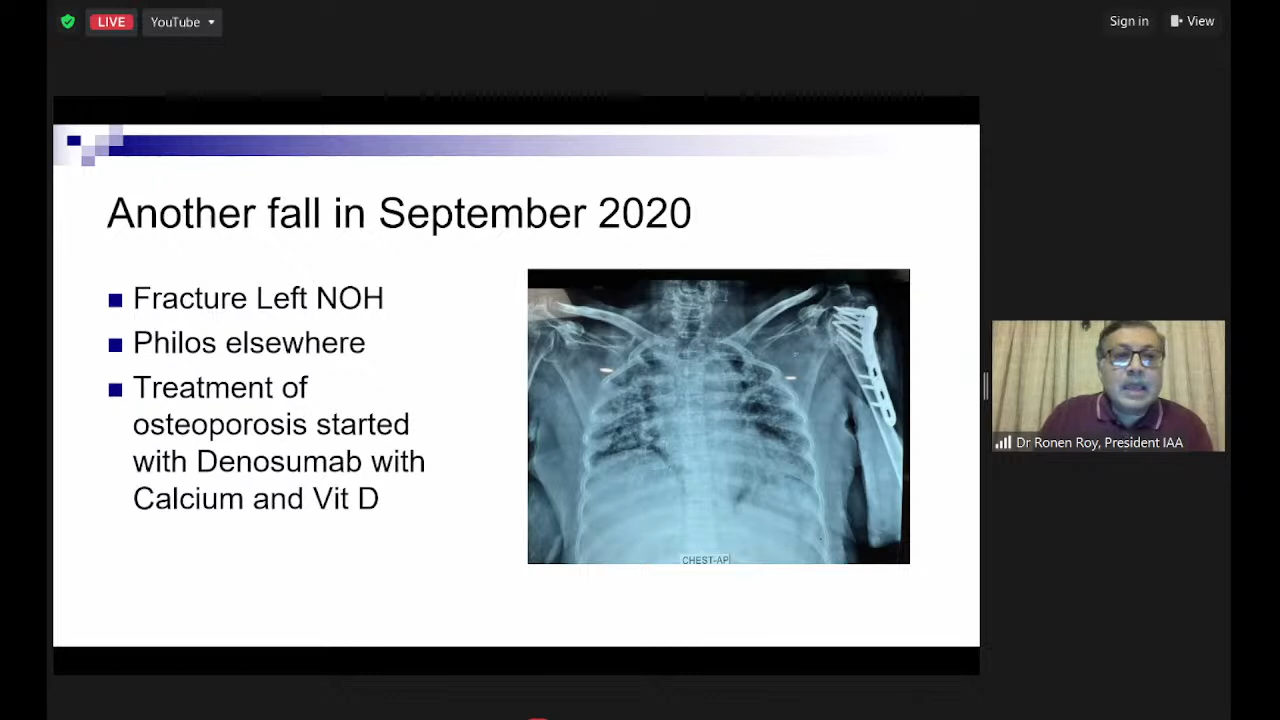 LIVE
YouTube
Sign in
View
Another fall in September 2020
Fracture Left NOH
Philos elsewhere
Treatment of
osteoporosis started
with Denosumab with
Calcium and Vit D
CHEST-AP
Dr Ronen Roy, President IAA